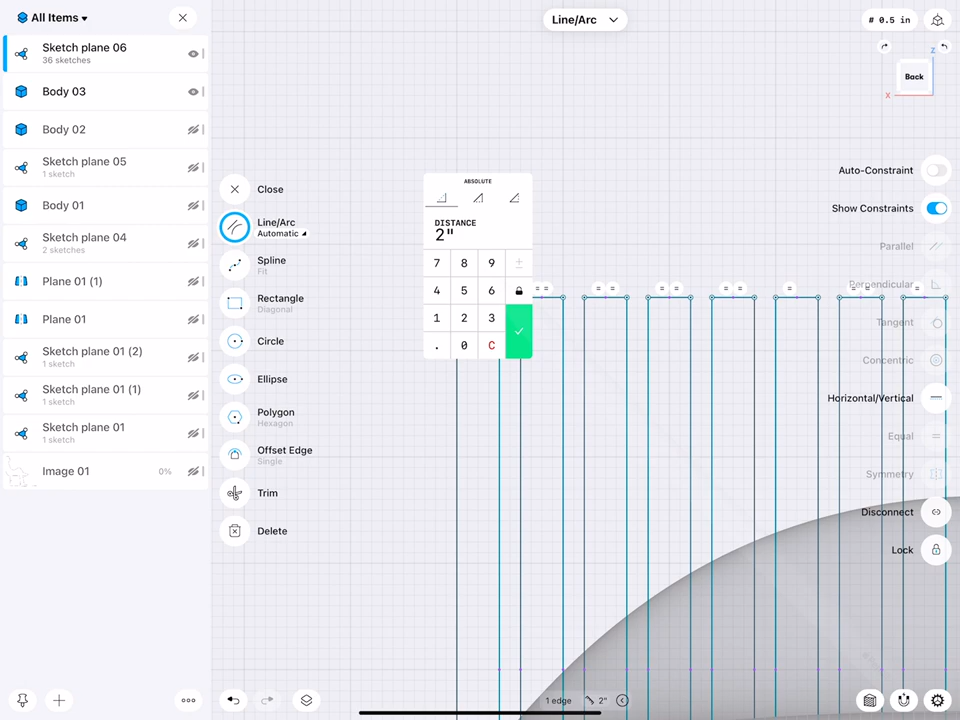 All Items ▾
Sketch plane 06
36 sketches
Body 03
Body 02
Sketch plane 05
1 sketch
Body 01
Sketch plane 04
2 sketches
Plane 01 (1)
Plane 01
Sketch plane 01 (2)
1 sketch
Sketch plane 01 (1)
1 sketch
Sketch plane 01
1 sketch
Image 01
0%
Line/Arc
# 0.5 in
Z
Back
X
Close
Line/Arc
Automatic
Spline
Fit
Rectangle
Diagonal
Circle
Ellipse
Polygon
Hexagon
Offset Edge
Single
Trim
Delete
ABSOLUTE
DISTANCE
2"
7 8 9 ±
4 5 6
1 2 3
. 0 C
Auto-Constraint
Show Constraints
Parallel
Perpendicular
Tangent
Concentric
Horizontal/Vertical
Equal
Symmetry
Disconnect
Lock
1 edge 2"